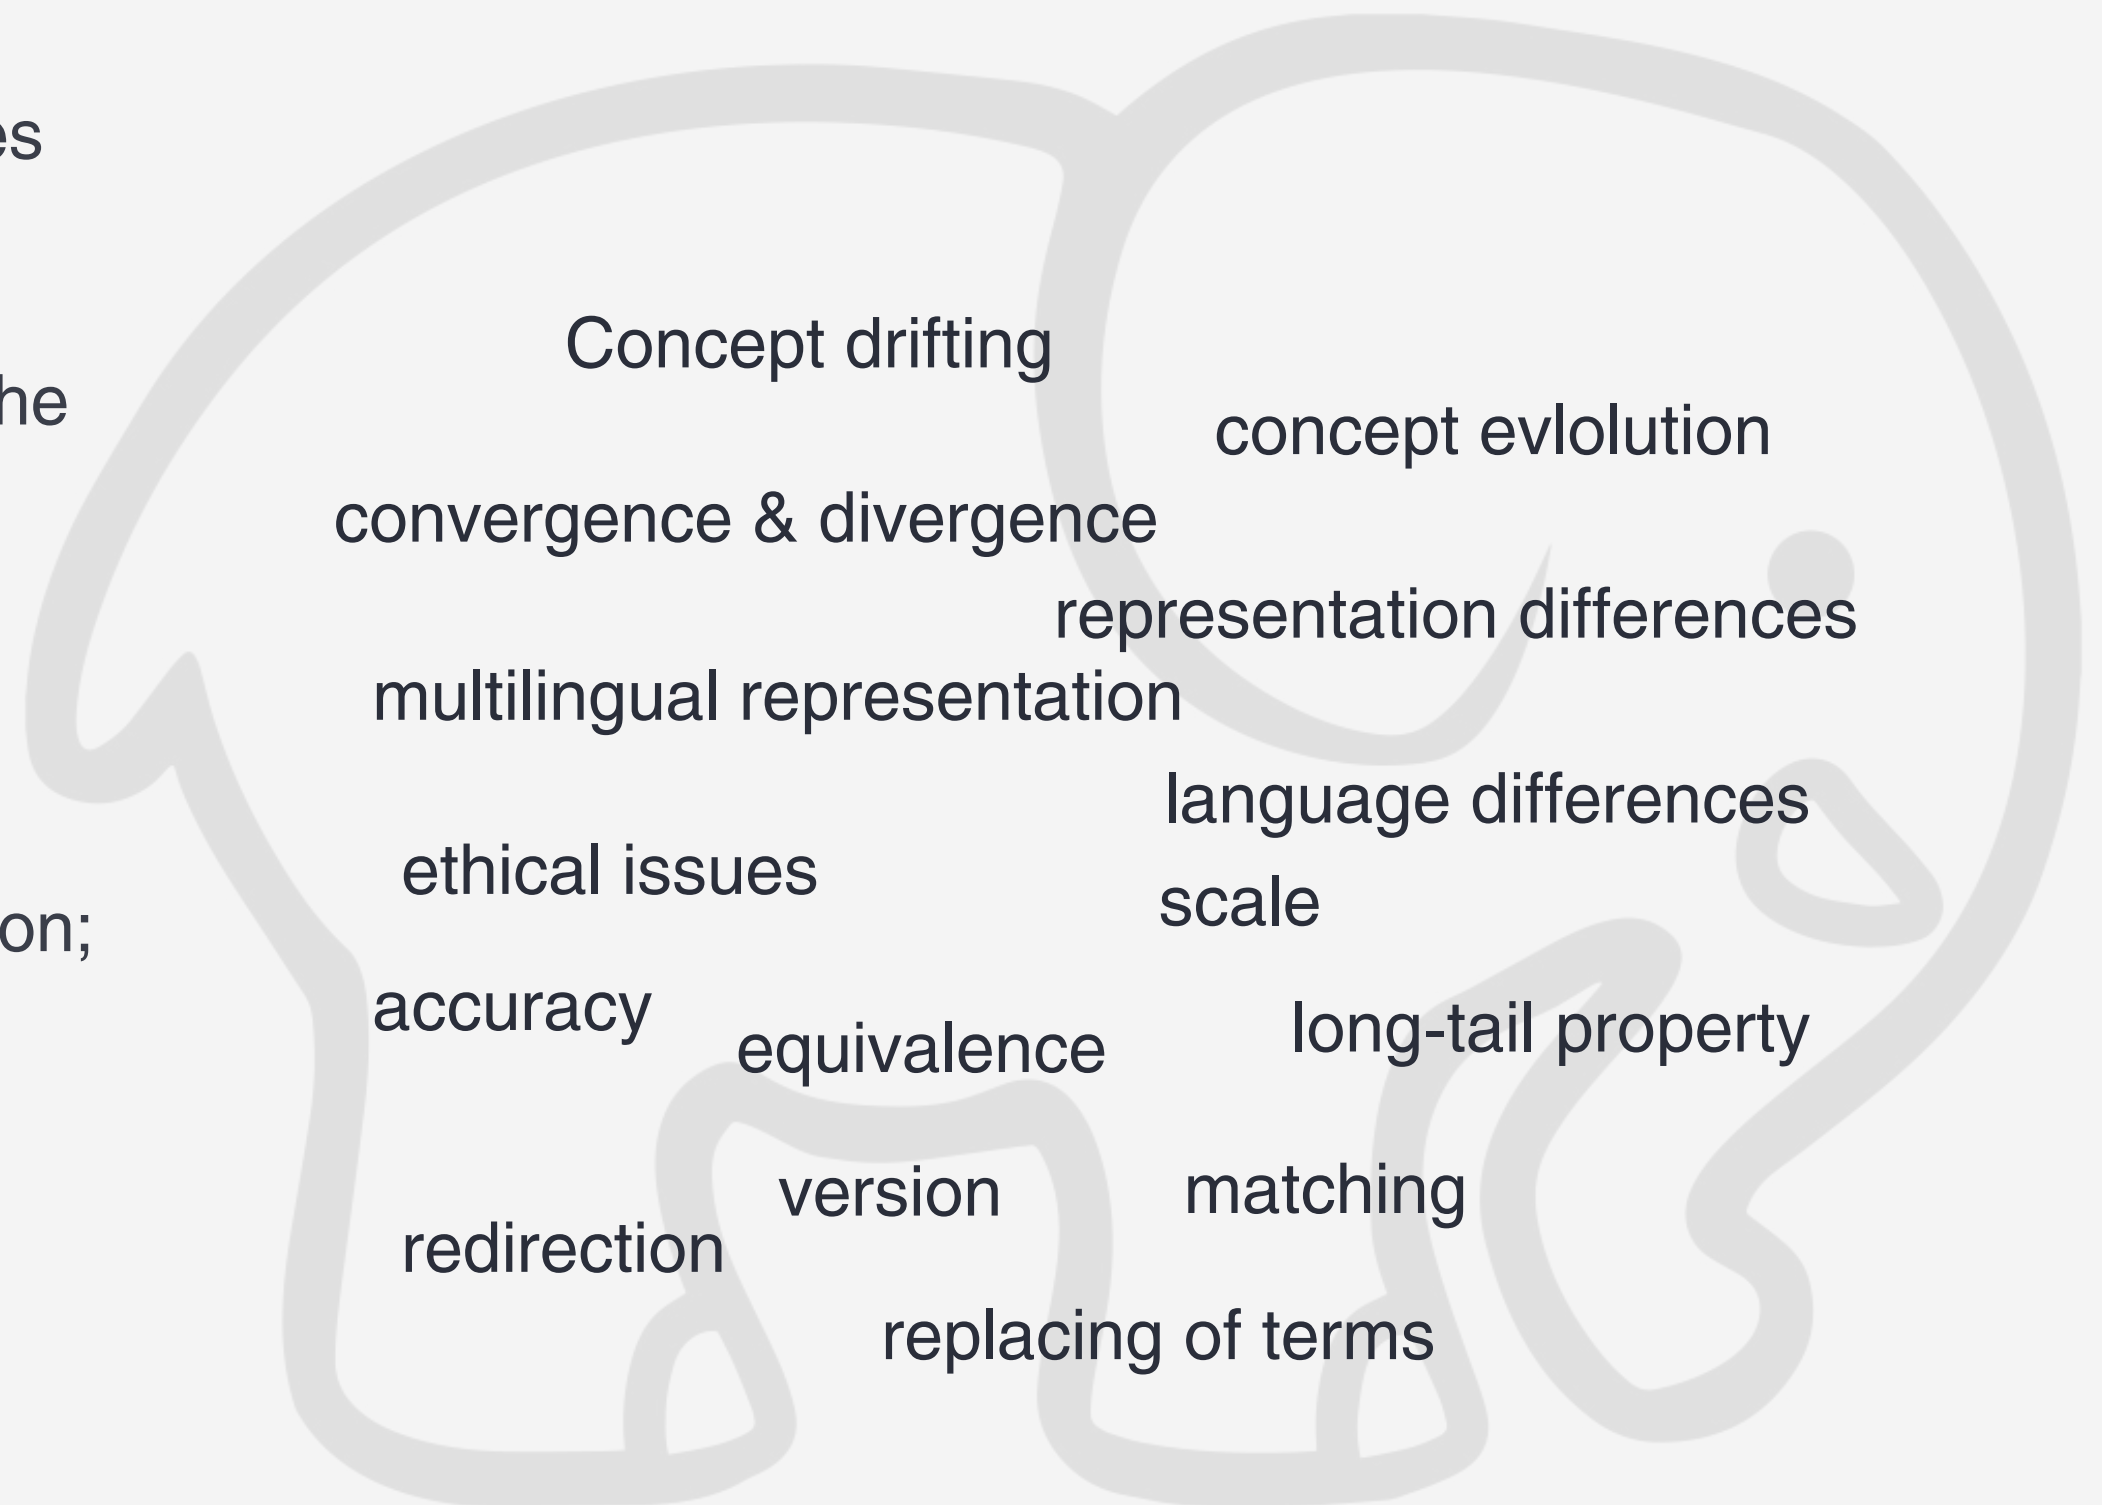 es
he
on;
Concept drifting
concept evlolution
convergence & divergence
representation differences
multilingual representation
language differences
ethical issues
scale
accuracy
long-tail property
equivalence
version
matching
redirection
replacing of terms